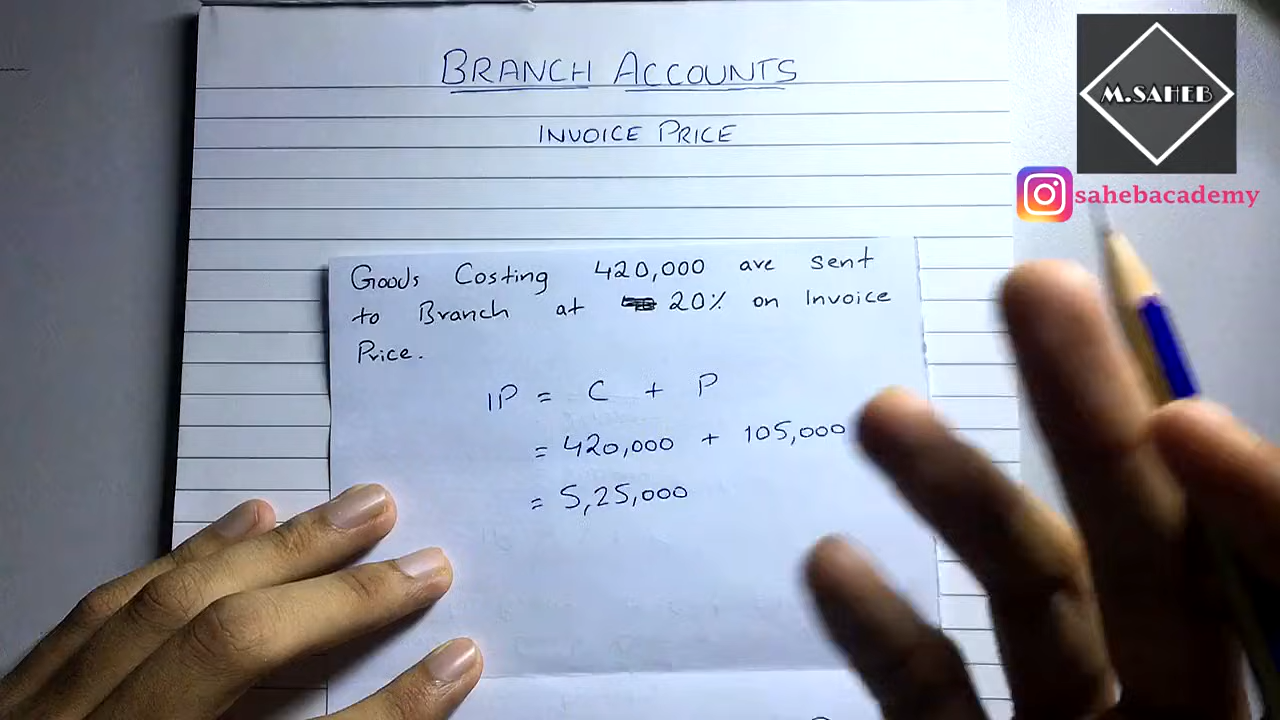 BRANCH ACCOUNTS
INVOICE PRICE
M.SAHEB
sahebacademy
Goods Costing 420,000 are sent
to Branch at 20% on Invoice
Price.
IP = C + P
= 420,000 + 105,000
= 5,25,000